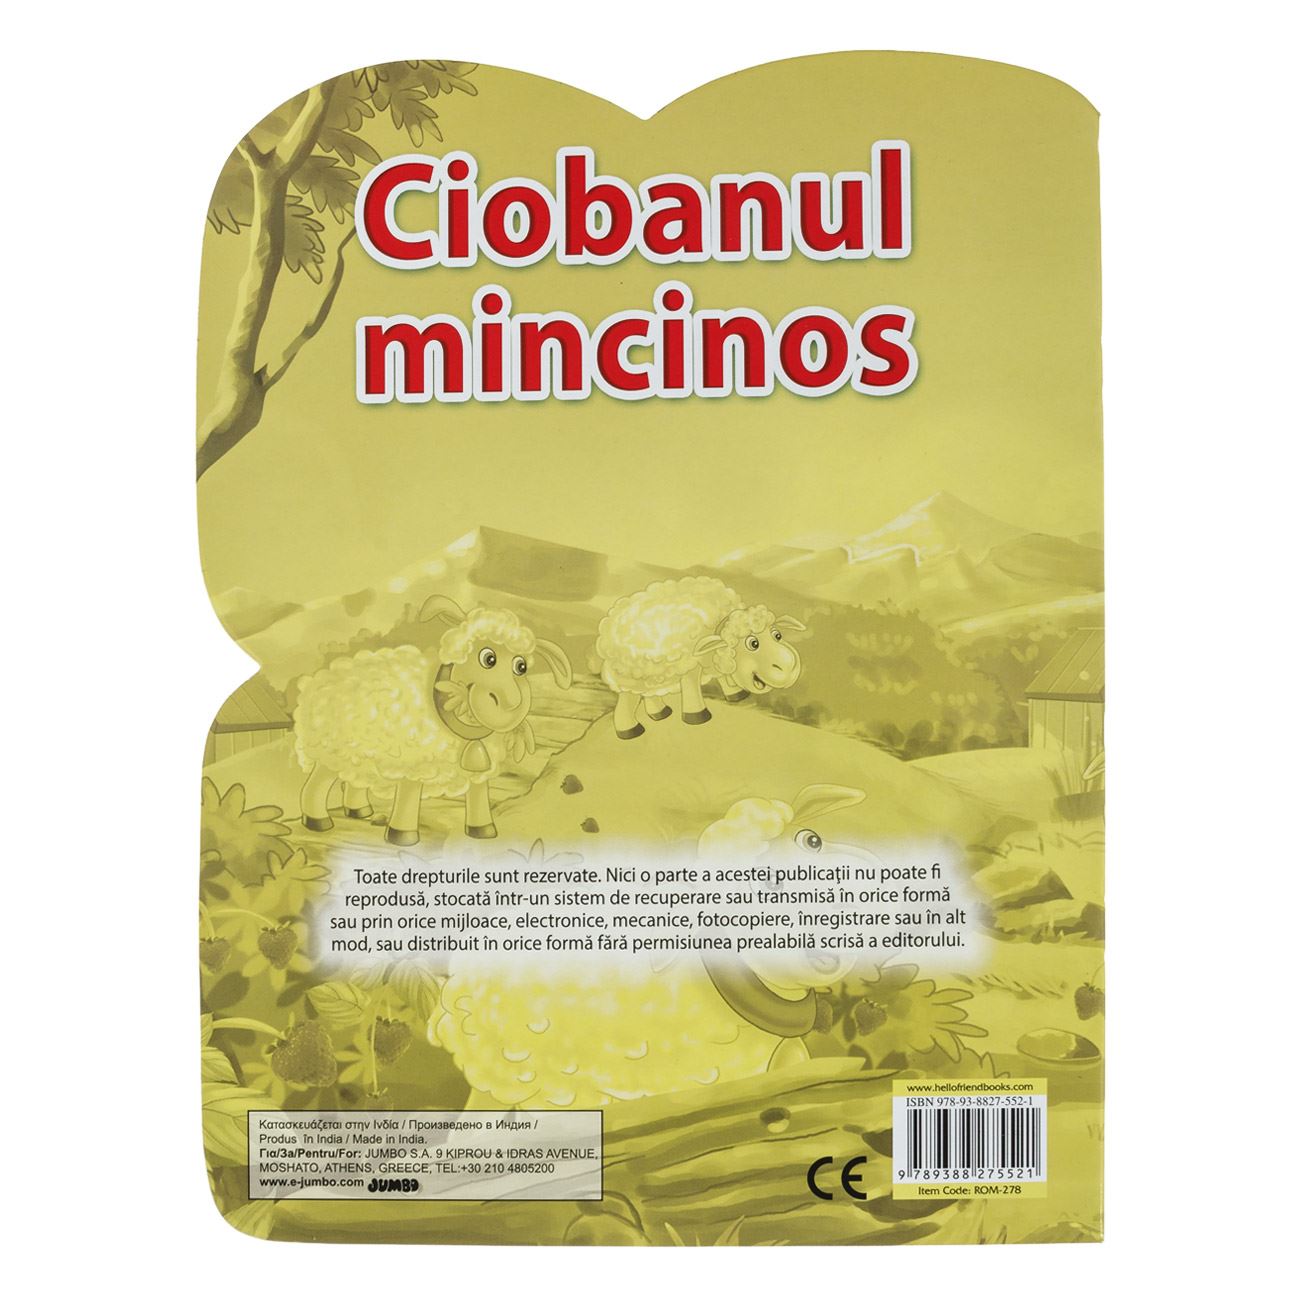 Ciobanul
mincinos
Toate drepturile sunt rezervate. Nici o parte a acestei publicaţii nu poate fi
reprodusă, stocată într-un sistem de recuperare sau transmisă în orice formă
sau prin orice mijloace, electronice, mecanice, fotocopiere, înregistrare sau în alt
mod, sau distribuit în orice formă fără permisiunea prealabilă scrisă a editorului.
Κατασκευάζεται στην Ινδία / Произведено в Индия /
Produs în India / Made in India.
Για/За/Pentru/For: JUMBO S.A. 9 KIPROU & IDRAS AVENUE,
MOSHATO, ATHENS, GREECE, TEL:+30 210 4805200
www.e-jumbo.com JUMBO
CE
www.hellofriendbooks.com
ISBN 978-93-8827-552-1
9 789388 275521
Item Code: ROM-278